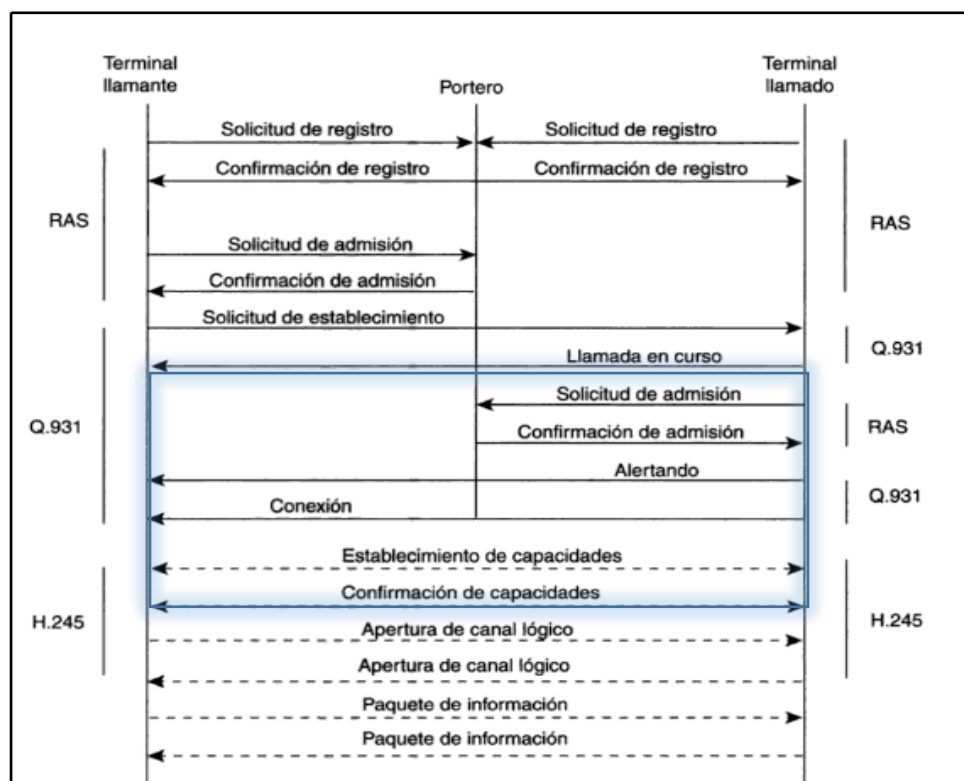 Terminal
llamante
Portero
Terminal
llamado
Solicitud de registro
Solicitud de registro
Confirmación de registro
Confirmación de registro
RAS
RAS
Solicitud de admisión
Confirmación de admisión
Solicitud de establecimiento
Q.931
Llamada en curso
Solicitud de admisión
Q.931
Confirmación de admisión
RAS
Alertando
Q.931
Conexión
Establecimiento de capacidades
Confirmación de capacidades
H.245
H.245
Apertura de canal lógico
Apertura de canal lógico
Paquete de información
Paquete de información